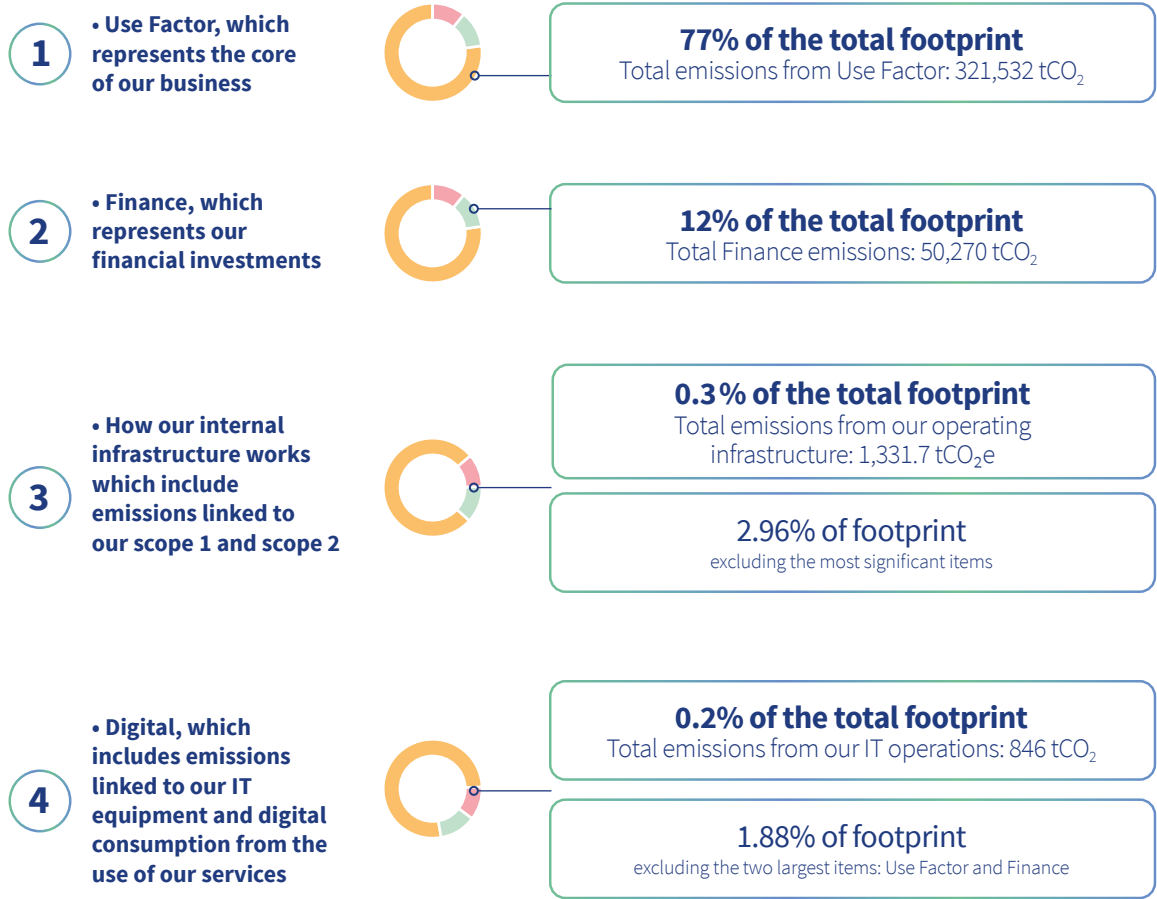 1
• Use Factor, which
represents the core
of our business
77% of the total footprint
Total emissions from Use Factor: 321,532 tCO₂
2
• Finance, which
represents our
financial investments
12% of the total footprint
Total Finance emissions: 50,270 tCO₂
3
• How our internal
infrastructure works
which include
emissions linked to
our scope 1 and scope 2
0.3% of the total footprint
Total emissions from our operating
infrastructure: 1,331.7 tCO₂e
2.96% of footprint
excluding the most significant items
4
• Digital, which
includes emissions
linked to our IT
equipment and digital
consumption from the
use of our services
0.2% of the total footprint
Total emissions from our IT operations: 846 tCO₂
1.88% of footprint
excluding the two largest items: Use Factor and Finance